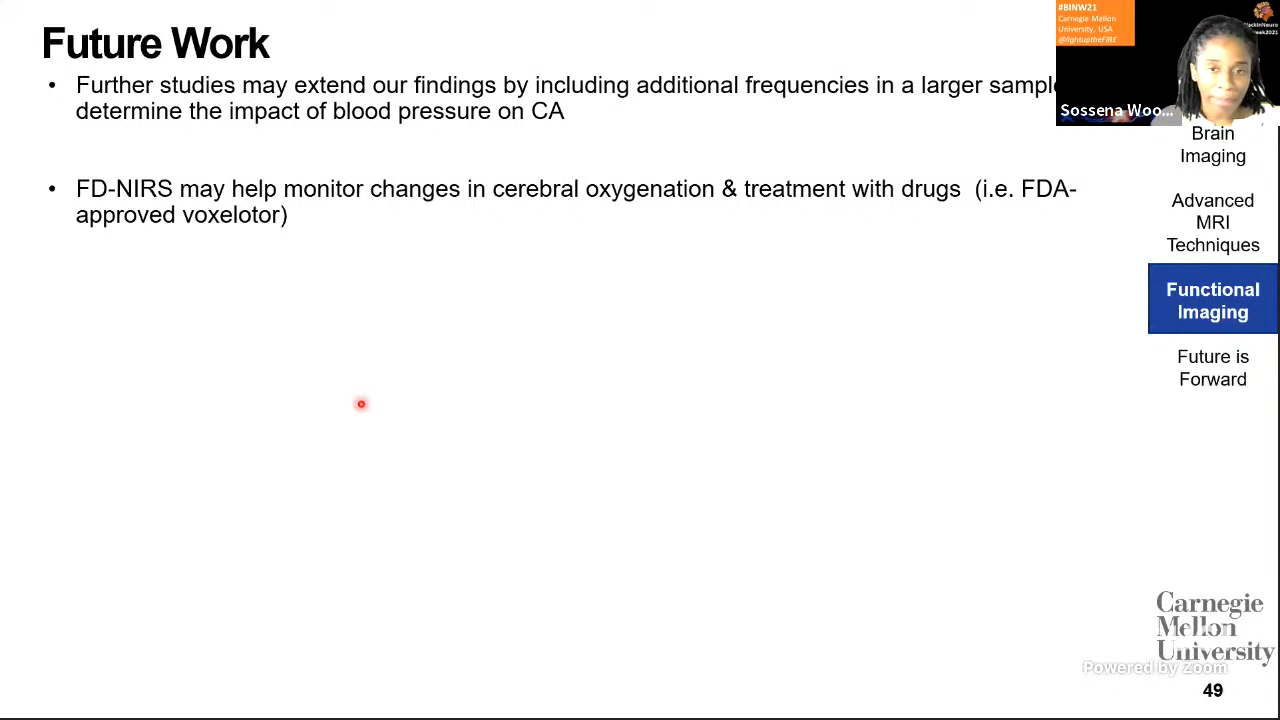 Future Work
• Further studies may extend our findings by including additional frequencies in a larger sample
determine the impact of blood pressure on CA
• FD-NIRS may help monitor changes in cerebral oxygenation & treatment with drugs (i.e. FDA-
approved voxelotor)
#BINW21
Carnegie Mellon
University, USA
@lightuptheFIRE
Sossena Woo...
Brain
Imaging
Advanced
MRI
Techniques
Functional
Imaging
Future is
Forward
Carnegie
Mellon
University
Powered by Zoom
49